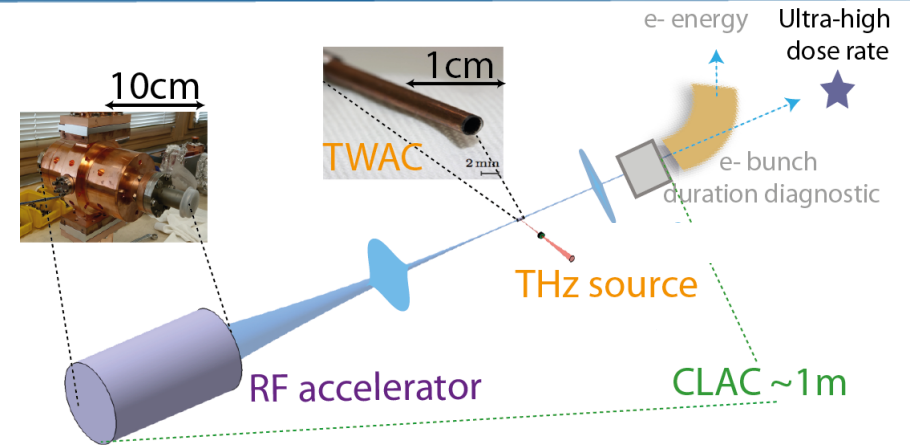 e- energy
Ultra-high
dose rate
10cm
1cm
TWAC
2 mm
e- bunch
duration diagnostic
THz source
RF accelerator
CLAC ~1m